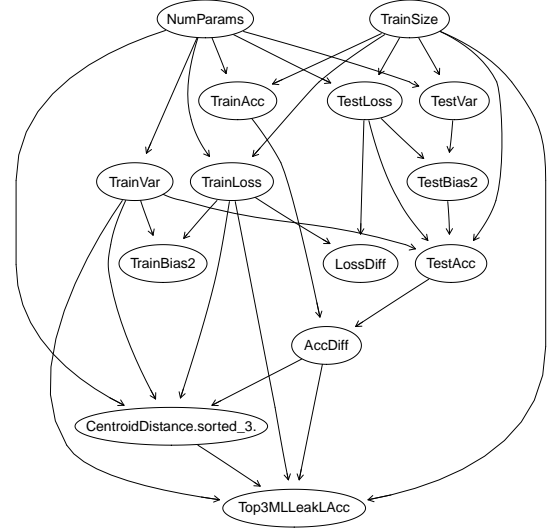 NumParams TrainSize
TrainAcc TestLoss TestVar
TrainVar TrainLoss TestBias2
TrainBias2 LossDiff TestAcc
AccDiff
CentroidDistance.sorted_3.
Top3MLLeakLAcc